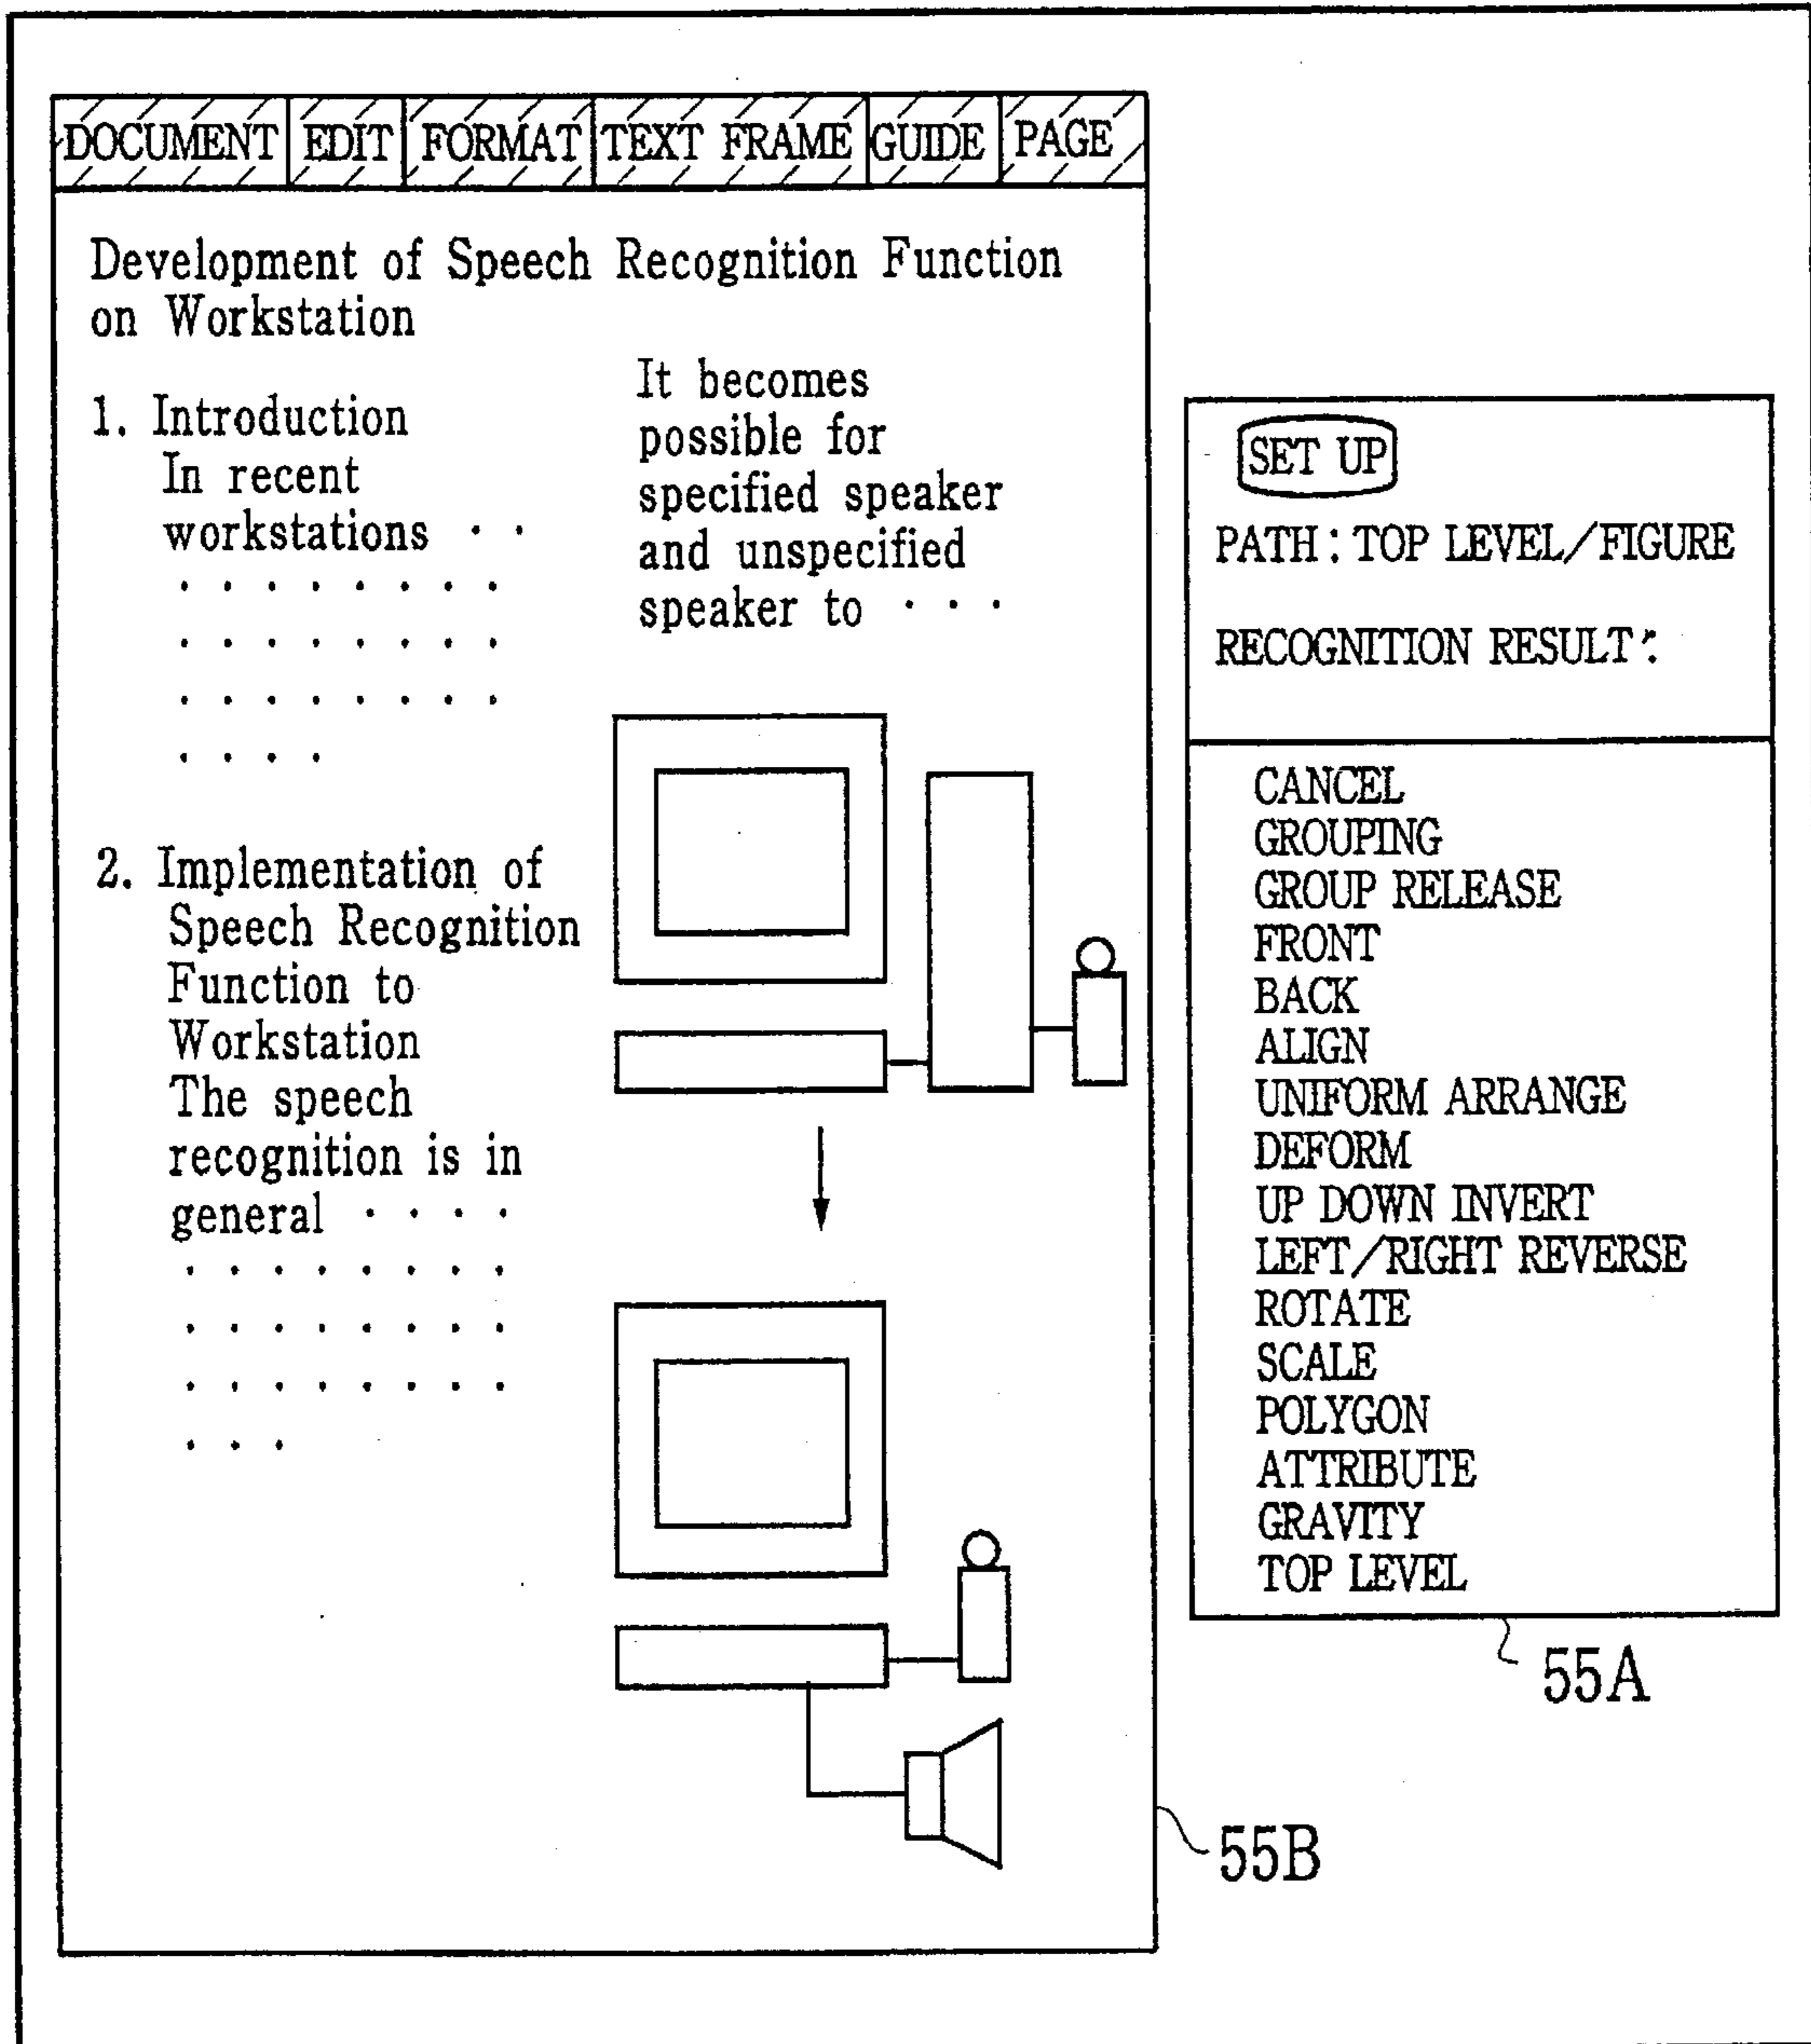 DOCUMENT EDIT FORMAT TEXT FRAME GUIDE PAGE
Development of Speech Recognition Function
on Workstation
1. Introduction
In recent
workstations · ·
· · · · · · · ·
· · · · · · · ·
· · · · · · · ·
· · · ·
2. Implementation of
Speech Recognition
Function to
Workstation
The speech
recognition is in
general · · · ·
· · · · · · · ·
· · · · · · · ·
· · · · · · · ·
· · ·
It becomes
possible for
specified speaker
and unspecified
speaker to · · ·
SET UP
PATH : TOP LEVEL/FIGURE
RECOGNITION RESULT :
CANCEL
GROUPING
GROUP RELEASE
FRONT
BACK
ALIGN
UNIFORM ARRANGE
DEFORM
UP DOWN INVERT
LEFT/RIGHT REVERSE
ROTATE
SCALE
POLYGON
ATTRIBUTE
GRAVITY
TOP LEVEL
55A
55B